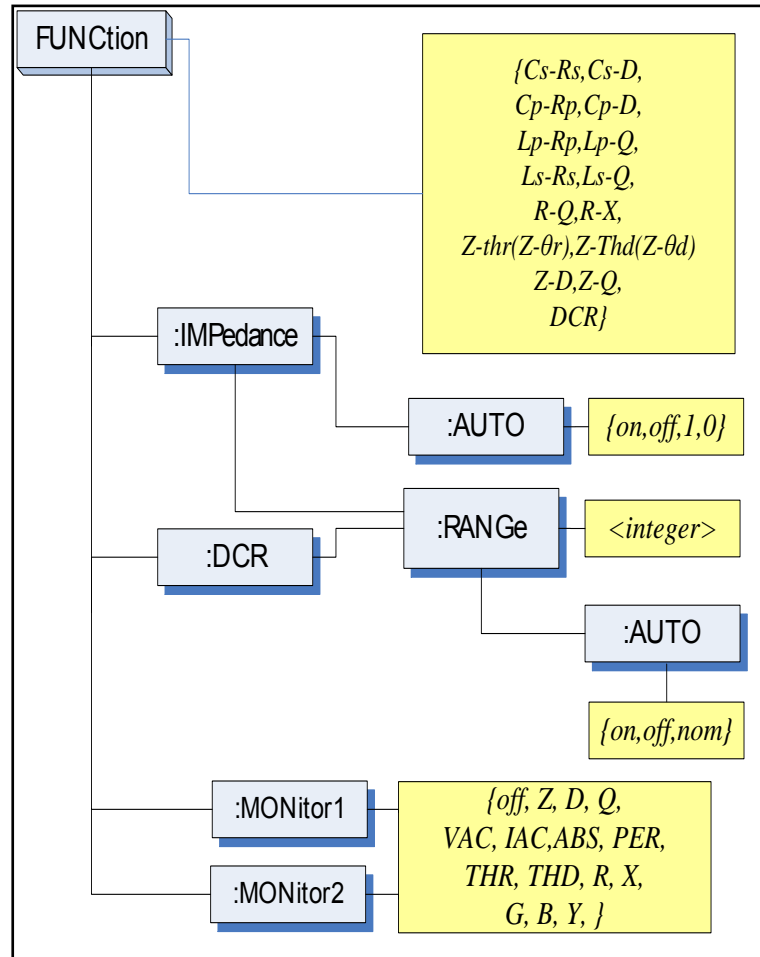 FUNCtion
{Cs-Rs,Cs-D,
Cp-Rp,Cp-D,
Lp-Rp,Lp-Q,
Ls-Rs,Ls-Q,
R-Q,R-X,
Z-thr(Z-θr),Z-Thd(Z-θd)
Z-D,Z-Q,
DCR}
:IMPedance
:AUTO
{on,off,1,0}
:RANGe
<integer>
:DCR
:AUTO
{on,off,nom}
:MONitor1
{off, Z, D, Q,
VAC, IAC,ABS, PER,
THR, THD, R, X,
G, B, Y, }
:MONitor2